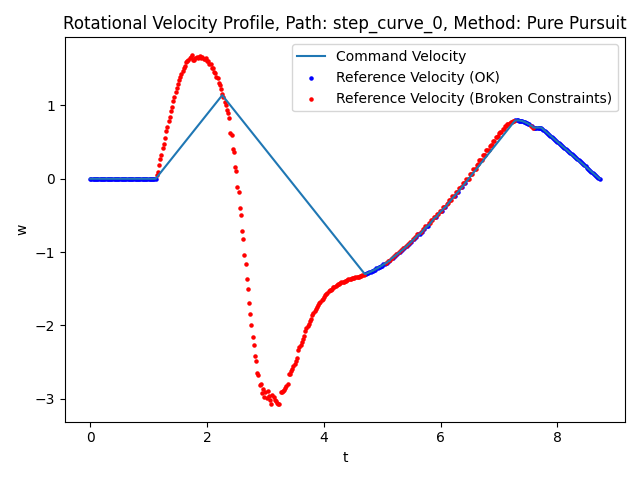 Rotational Velocity Profile, Path: step_curve_0, Method: Pure Pursuit
Command Velocity
Reference Velocity (OK)
Reference Velocity (Broken Constraints)
1
0
−1
−2
−3
w
0 2 4 6 8
t